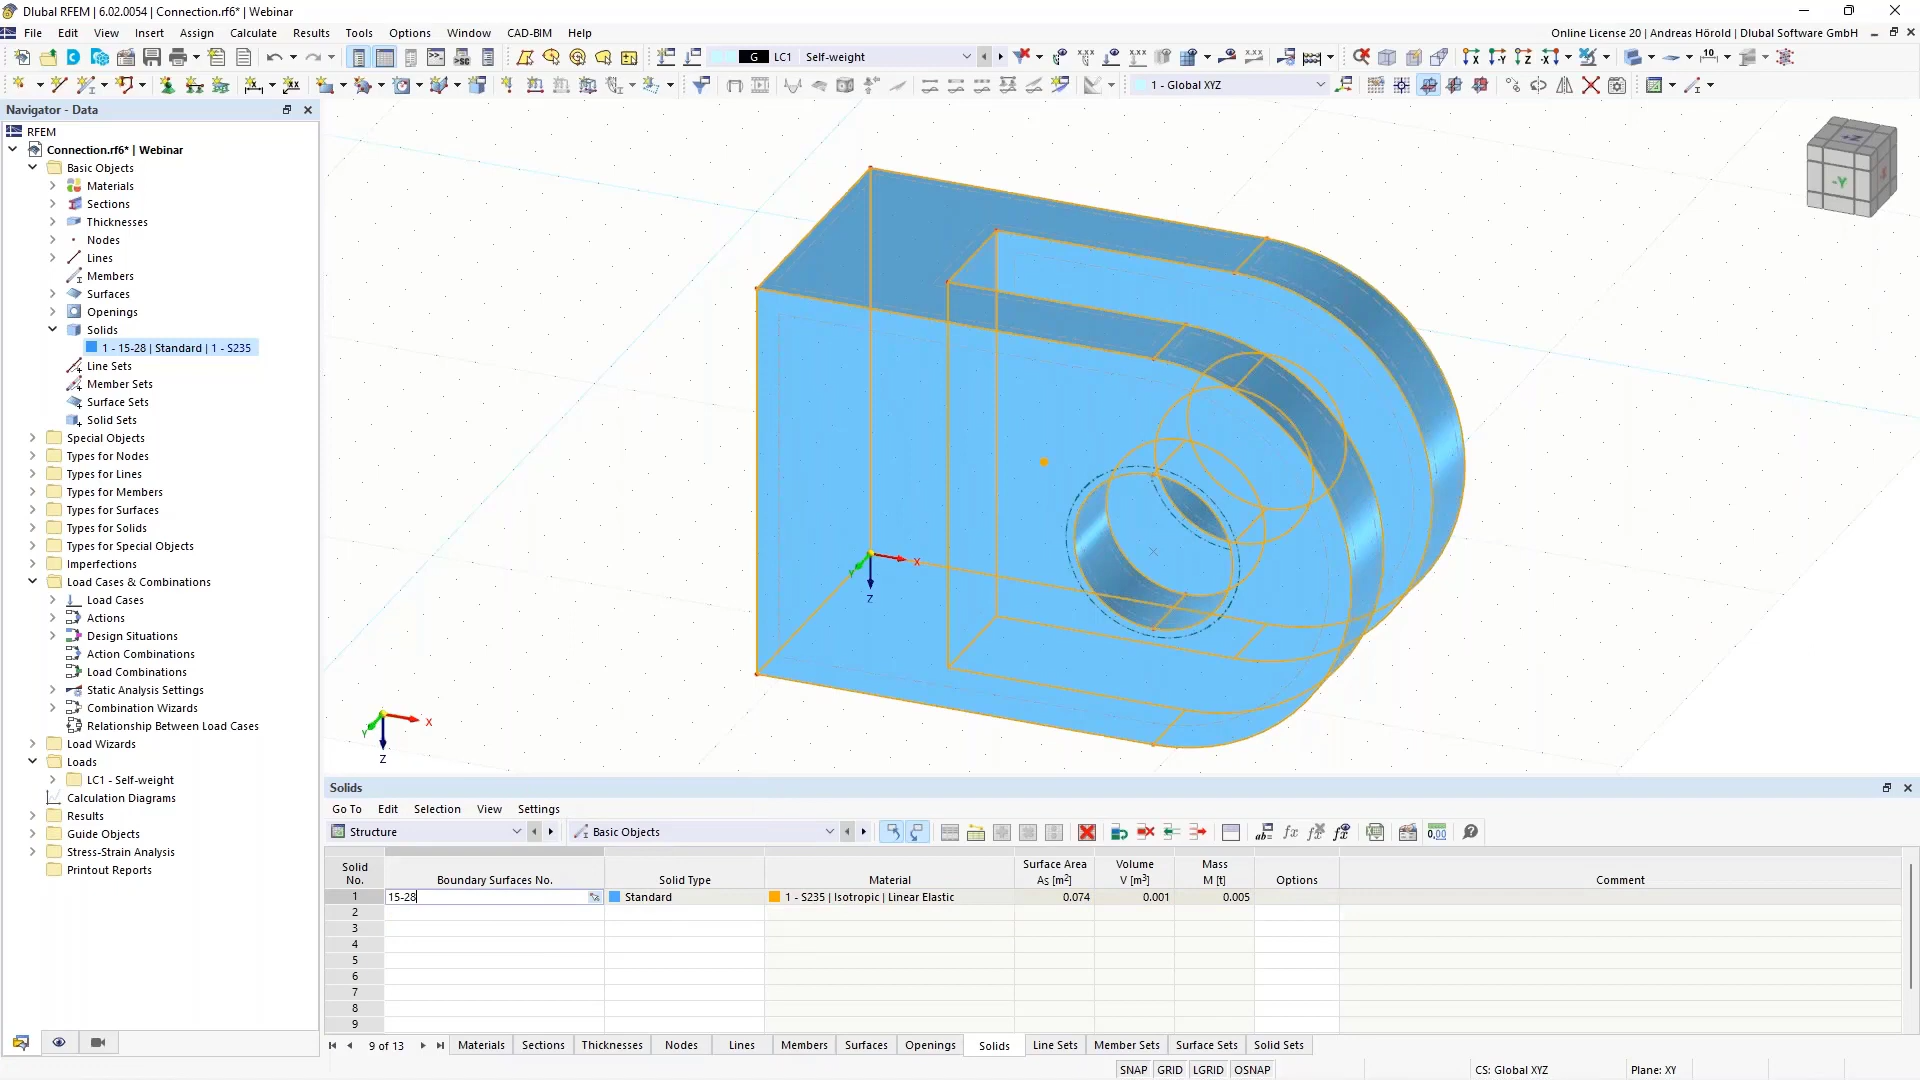 Dlubal RFEM | 6.02.0054 | Connection.rf6* | Webinar
File Edit View Insert Assign Calculate Results Tools Options Window CAD-BIM Help
Online License 20 | Andreas Hörold | Dlubal Software GmbH
G LC1 Self-weight
1 - Global XYZ
Navigator - Data
RFEM
Connection.rf6* | Webinar
Basic Objects
Materials
Sections
Thicknesses
Nodes
Lines
Members
Surfaces
Openings
Solids
1 - 15-28 | Standard | 1 - S235
Line Sets
Member Sets
Surface Sets
Solid Sets
Special Objects
Types for Nodes
Types for Lines
Types for Members
Types for Surfaces
Types for Solids
Types for Special Objects
Imperfections
Load Cases & Combinations
Load Cases
Actions
Design Situations
Action Combinations
Load Combinations
Static Analysis Settings
Combination Wizards
Relationship Between Load Cases
Load Wizards
Loads
LC1 - Self-weight
Calculation Diagrams
Results
Guide Objects
Stress-Strain Analysis
Printout Reports
+Z
-Y
X
Y
Z
X
Y
Z
Solids
Go To Edit Selection View Settings
Structure
Basic Objects
Solid No. Boundary Surfaces No. Solid Type Material Surface Area As [m2] Volume V [m3] Mass M [t] Options Comment
1 15-28 Standard 1 - S235 | Isotropic | Linear Elastic 0.074 0.001 0.005
2
3
4
5
6
7
8
9
9 of 13 Materials Sections Thicknesses Nodes Lines Members Surfaces Openings Solids Line Sets Member Sets Surface Sets Solid Sets
SNAP GRID LGRID OSNAP CS: Global XYZ Plane: XY